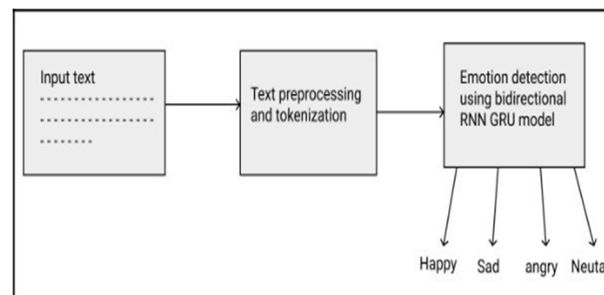 Input text
Text preprocessing
and tokenization
Emotion detection
using bidirectional
RNN GRU model
Happy Sad angry Neuta